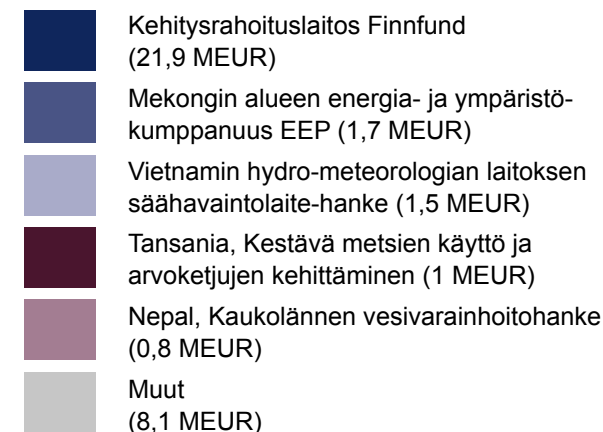 Kehitysrahoituslaitos Finnfund
(21,9 MEUR)
Mekongin alueen energia- ja ympäristö-
kumppanuus EEP (1,7 MEUR)
Vietnamin hydro-meteorologian laitoksen
säähavaintolaite-hanke (1,5 MEUR)
Tansania, Kestävä metsien käyttö ja
arvoketjujen kehittäminen (1 MEUR)
Nepal, Kaukolännen vesivarainhoitohanke
(0,8 MEUR)
Muut
(8,1 MEUR)